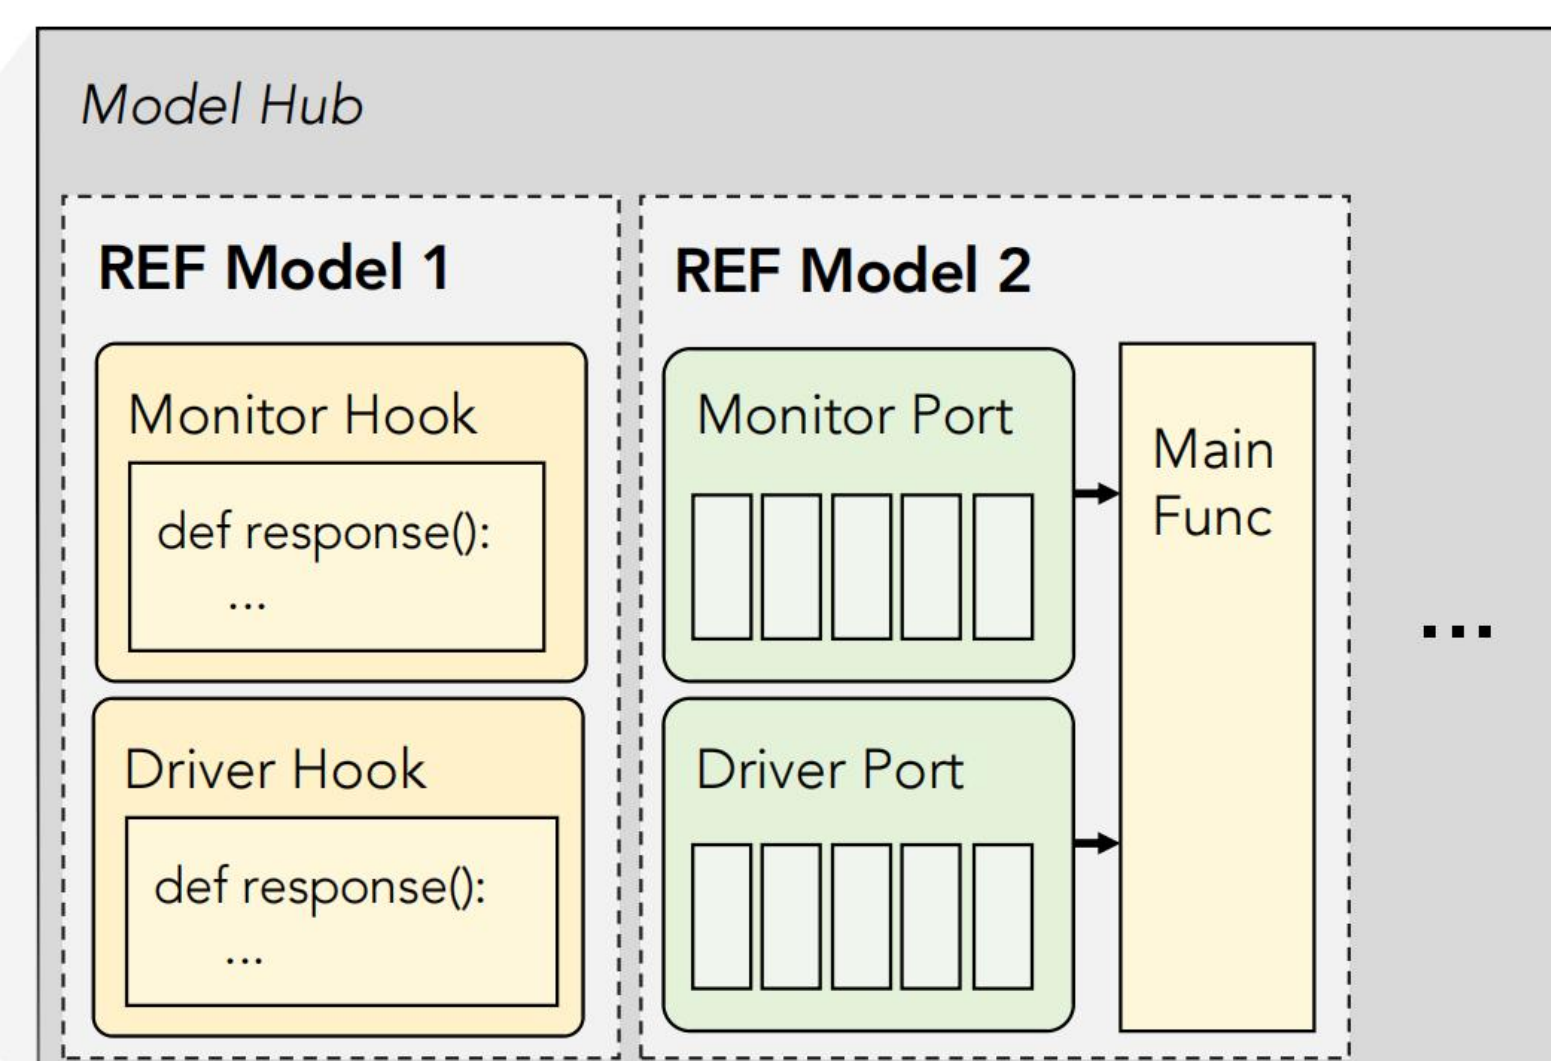 Model Hub
REF Model 1
Monitor Hook
def response():
...
Driver Hook
def response():
...
REF Model 2
Monitor Port
Driver Port
Main
Func
...